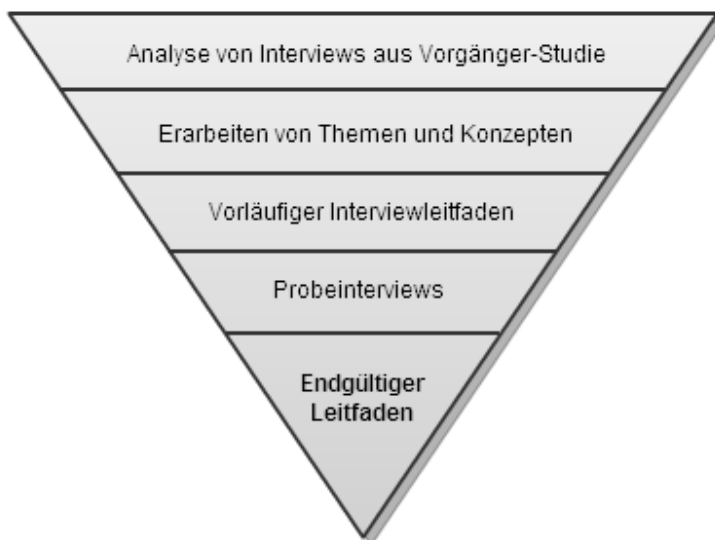 Analyse von Interviews aus Vorgänger-Studie
Erarbeiten von Themen und Konzepten
Vorläufiger Interviewleitfaden
Probeinterviews
Endgültiger
Leitfaden